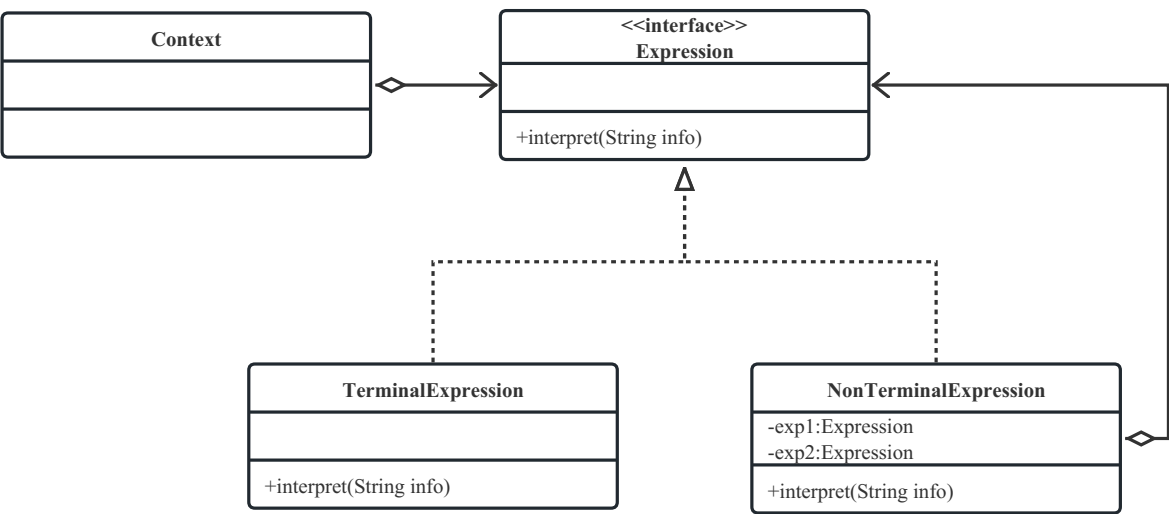 Context
<<interface>>
Expression
+interpret(String info)
TerminalExpression
+interpret(String info)
NonTerminalExpression
-exp1:Expression
-exp2:Expression
+interpret(String info)